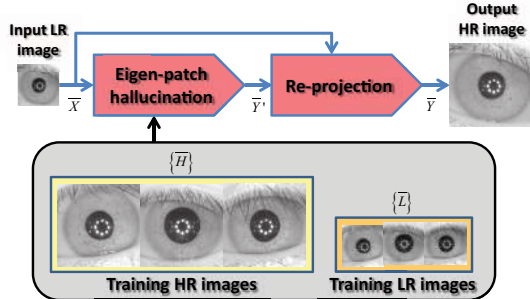 Input LR
image
Output
HR image
Eigen-patch
hallucination
Re-projection
X̅
Y̅'
Y̅
{H̅}
{L̅}
Training HR images
Training LR images